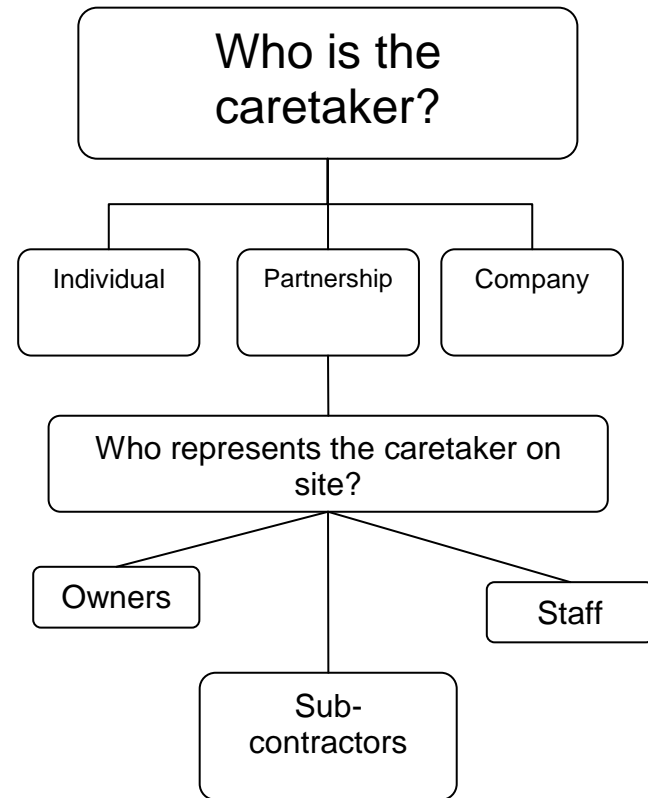 Who is the
caretaker?
Individual
Partnership
Company
Who represents the caretaker on
site?
Owners
Staff
Sub-
contractors